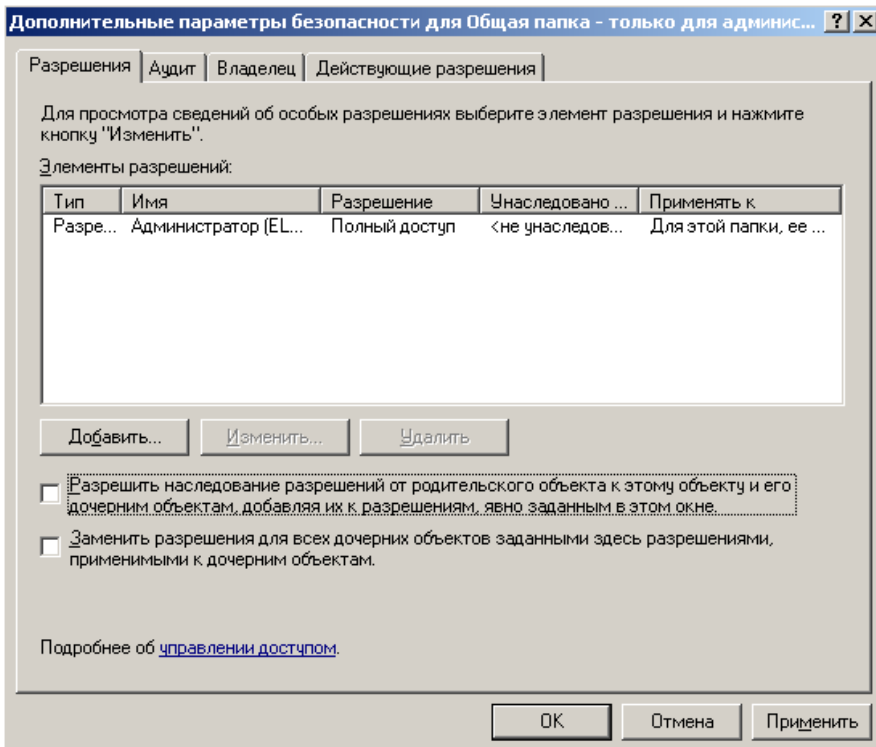 Дополнительные параметры безопасности для Общая папка - только для админис...
Разрешения
Аудит
Владелец
Действующие разрешения
Для просмотра сведений об особых разрешениях выберите элемент разрешения и нажмите
кнопку "Изменить".
Элементы разрешений:
Тип
Имя
Разрешение
Унаследовано ...
Применять к
Разре...
Администратор (EL...
Полный доступ
<не унаследов...
Для этой папки, ее ...
Добавить...
Изменить...
Удалить
Разрешить наследование разрешений от родительского объекта к этому объекту и его
дочерним объектам, добавляя их к разрешениям, явно заданным в этом окне.
Заменить разрешения для всех дочерних объектов заданными здесь разрешениями,
применимыми к дочерним объектам.
Подробнее об управлении доступом.
OK
Отмена
Применить